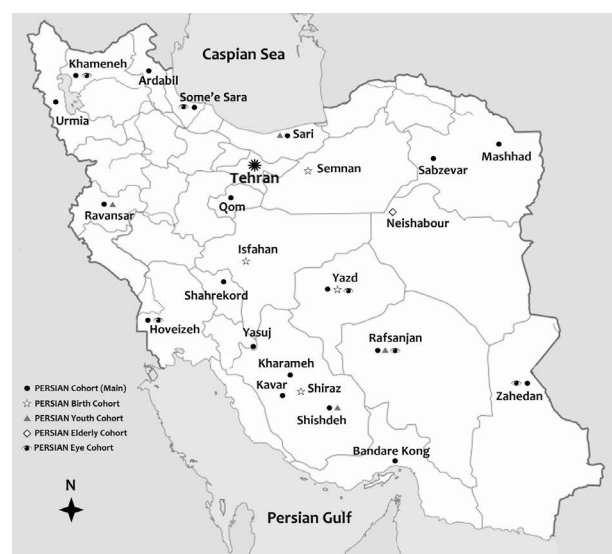 Caspian Sea
Khameneh
Ardabil
Some'e Sara
Urmia
Sari
Mashhad
Semnan
Sabzevar
Tehran
Qom
Ravansar
Neishabour
Isfahan
Yazd
Shahrekord
Hoveizeh
Yasuj
Rafsanjan
Kharameh
Kavar
Shiraz
Zahedan
Shishdeh
PERSIAN Cohort (Main)
PERSIAN Birth Cohort
PERSIAN Youth Cohort
PERSIAN Elderly Cohort
PERSIAN Eye Cohort
Bandare Kong
N
Persian Gulf